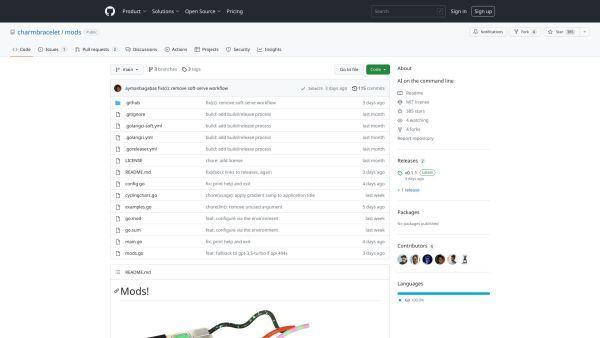 Product Solutions Open Source Pricing
Search
Sign in Sign up
charmbracelet / mods Public
Notifications Fork 4 Star 385
Code Issues 1 Pull requests 2 Discussions Actions Projects Security Insights
main 3 branches 3 tags Go to file Code
aymanbagabas fix(ci): remove soft-serve workflow 3 days ago 115 commits
.github fix(ci): remove soft-serve workflow 3 days ago
.gitignore build: add build/release process last month
.golangci-soft.yml build: add build/release process last month
.golangci.yml build: add build/release process last month
.goreleaser.yml build: add build/release process last month
LICENSE chore: add license last month
README.md fix(docs): links to releases, again 3 days ago
config.go fix: print help and exit 4 days ago
cyclingchars.go chore(usage): apply gradient ramp to application title last week
examples.go chore(lint): remove unused argument 5 days ago
go.mod feat: configure via the environment last week
go.sum feat: configure via the environment last week
main.go fix: print help and exit 4 days ago
mods.go feat: fallback to gpt-3.5-turbo if api 404s 3 days ago
README.md
Mods!
About
AI on the command line
Readme
MIT license
385 stars
4 watching
4 forks
Report repository
Releases 2
v0.1.1 Latest
3 days ago
+ 1 release
Packages
No packages published
Contributors 6
Languages
Go 100.0%